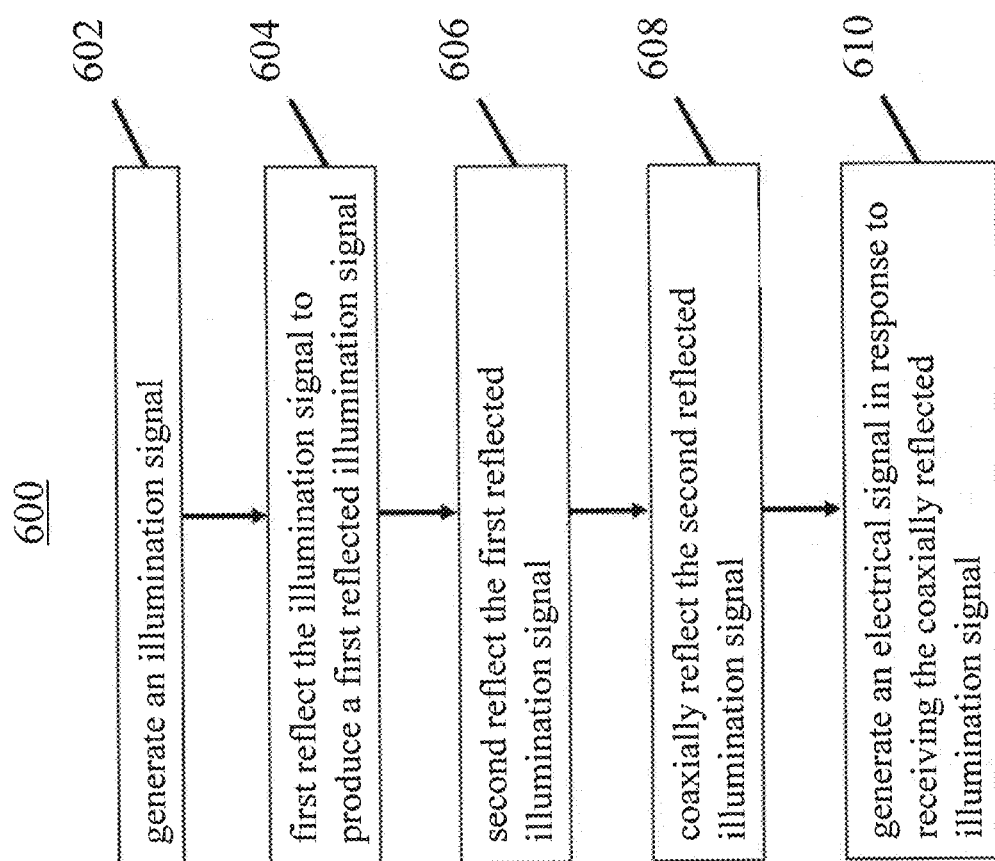 600
generate an illumination signal
602
first reflect the illumination signal to
produce a first reflected illumination signal
604
second reflect the first reflected
illumination signal
606
coaxially reflect the second reflected
illumination signal
608
generate an electrical signal in response to
receiving the coaxially reflected
illumination signal
610